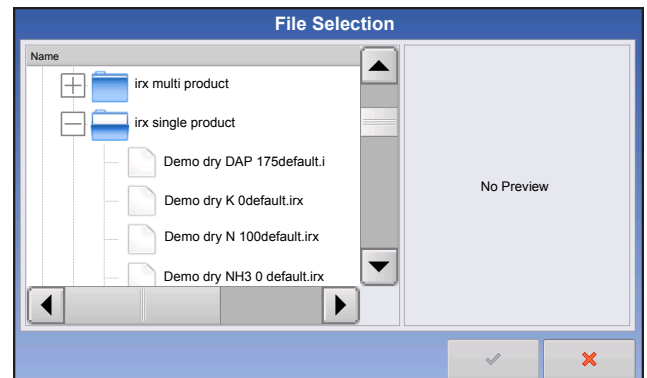 File Selection
Name
irx multi product
irx single product
Demo dry DAP 175default.i
Demo dry K 0default.irx
Demo dry N 100default.irx
Demo dry NH3 0 default.irx
No Preview